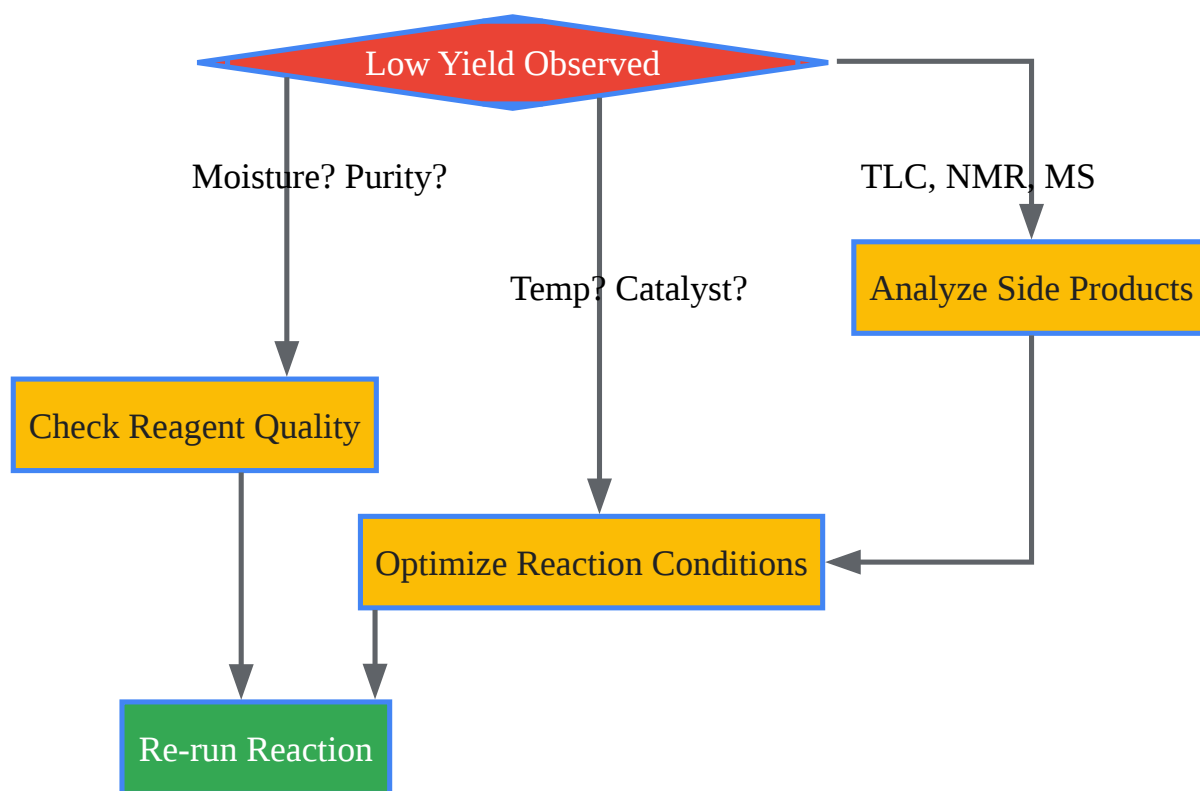 Low Yield Observed
Moisture? Purity?
TLC, NMR, MS
Temp? Catalyst?
Analyze Side Products
Check Reagent Quality
Optimize Reaction Conditions
Re-run Reaction